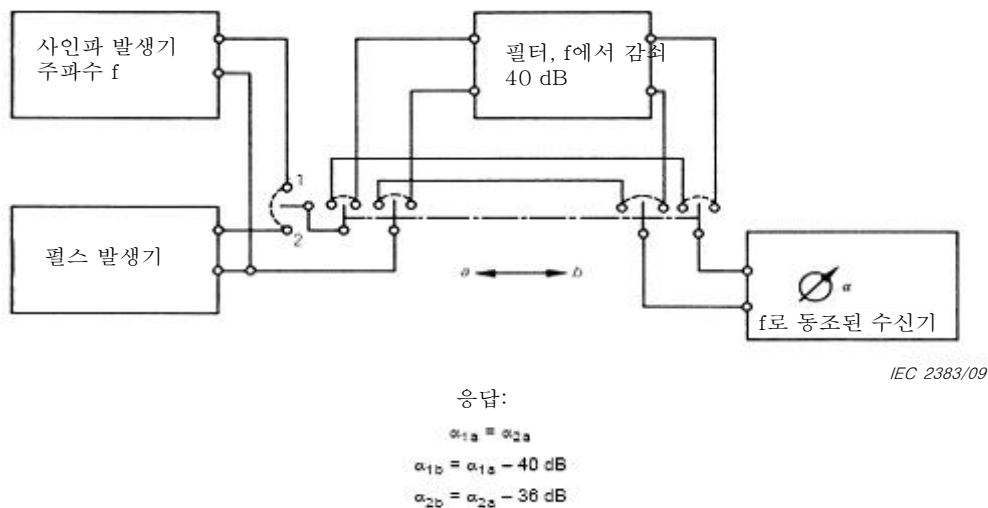 사인파 발생기
주파수 f
필터, f에서 감쇠
40 dB
1
2
펄스 발생기
a
b
α
f로 동조된 수신기
IEC 2383/09
응답:
α1a = α2a
α1b = α1a – 40 dB
α2b = α2a – 36 dB